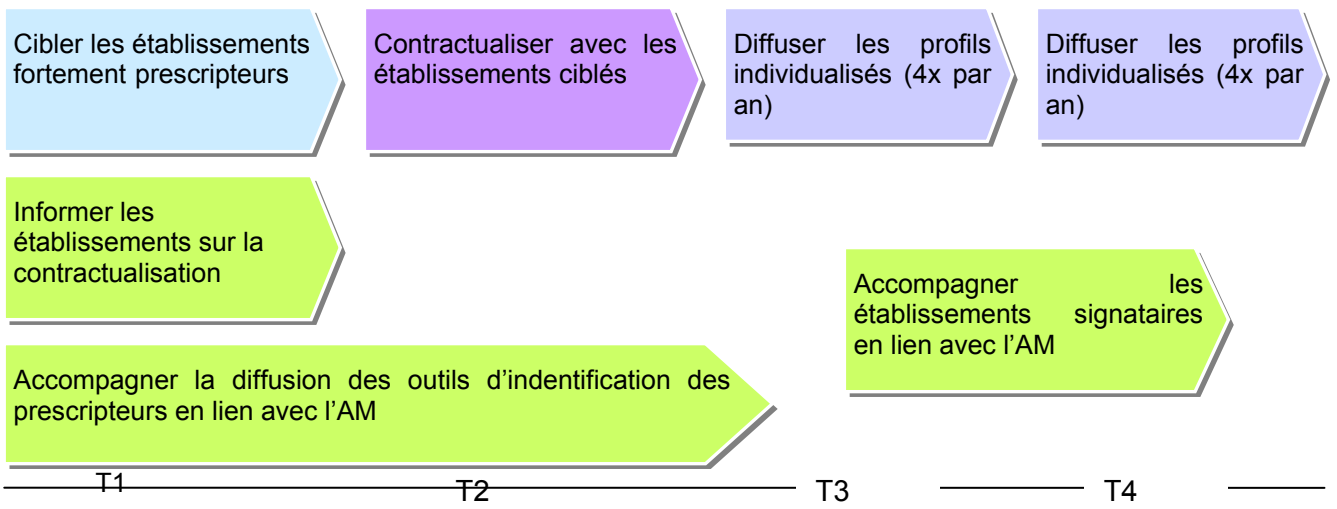 Cibler les établissements
fortement prescripteurs
Contractualiser avec les
établissements ciblés
Diffuser les profils
individualisés (4x par
an)
Diffuser les profils
individualisés (4x par
an)
Informer les
établissements sur la
contractualisation
Accompagner les
établissements signataires
en lien avec l’AM
Accompagner la diffusion des outils d’indentification des
prescripteurs en lien avec l’AM
T1 T2 T3 T4